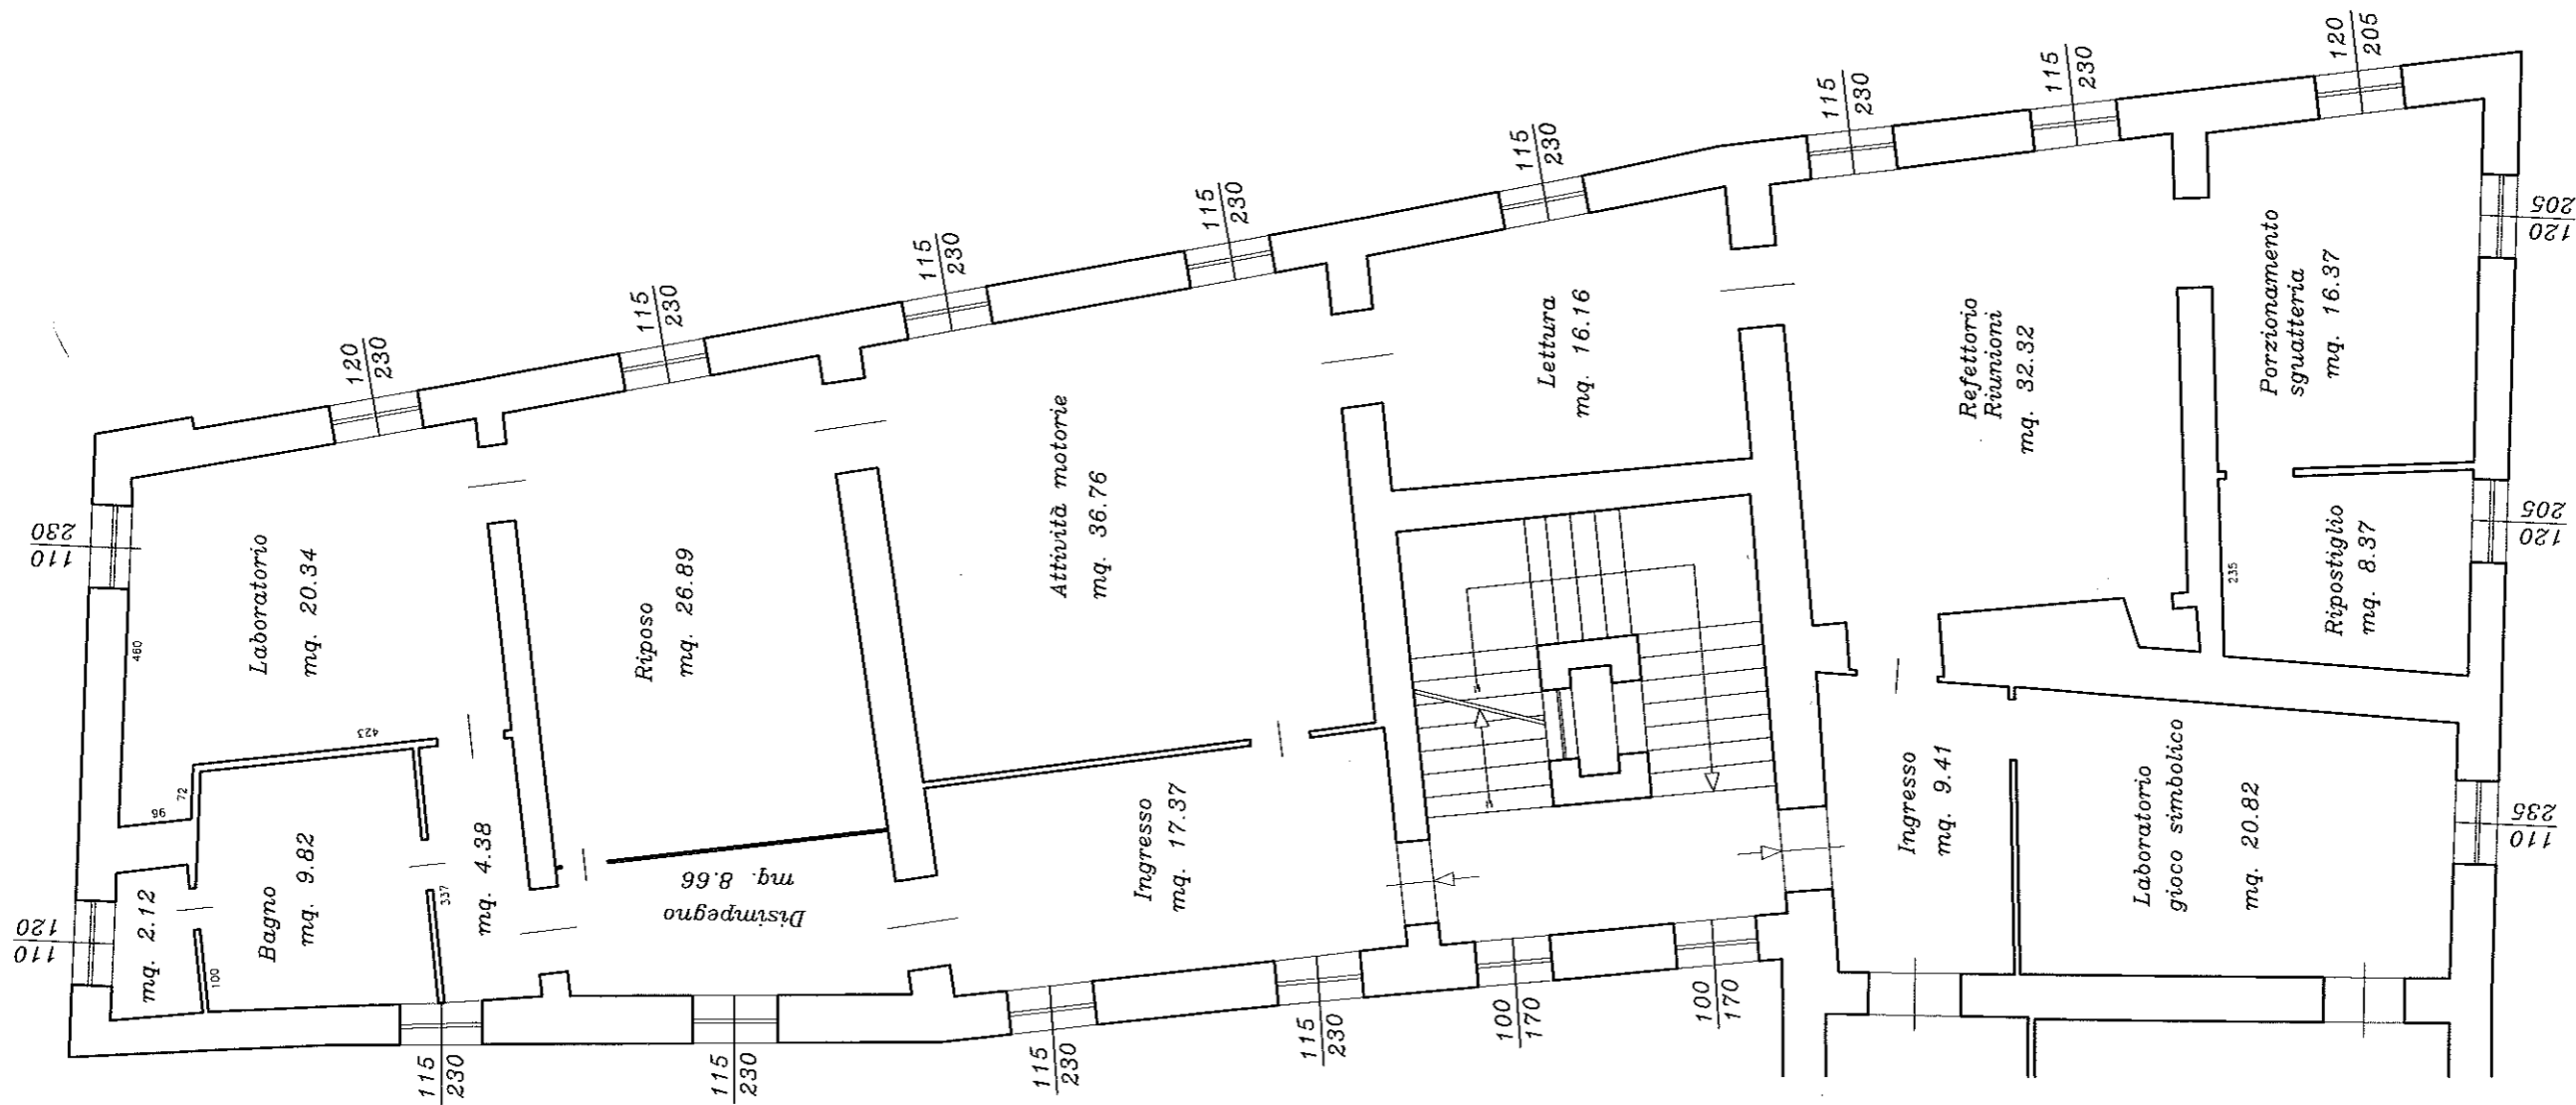 230
110
120
110
460
Laboratorio
mq. 20.34
423
72
96
mq. 2.12
100
Bagno
mq. 9.82
337
mq. 4.38
Riposo
mq. 26.89
Disimpegno
mq. 8.66
Attività motorie
mq. 36.76
Ingresso
mq. 17.37
Lettura
mq. 16.16
Refettorio
Riunioni
mq. 32.32
Porzionamento
sguatteria
mq. 16.37
Ripostiglio
mq. 8.37
235
Ingresso
mq. 9.41
Laboratorio
gioco simbolico
mq. 20.82
120
230
115
230
115
230
115
230
115
230
115
230
115
230
120
205
205
120
205
120
235
110
115
230
115
230
115
230
115
230
100
170
100
170